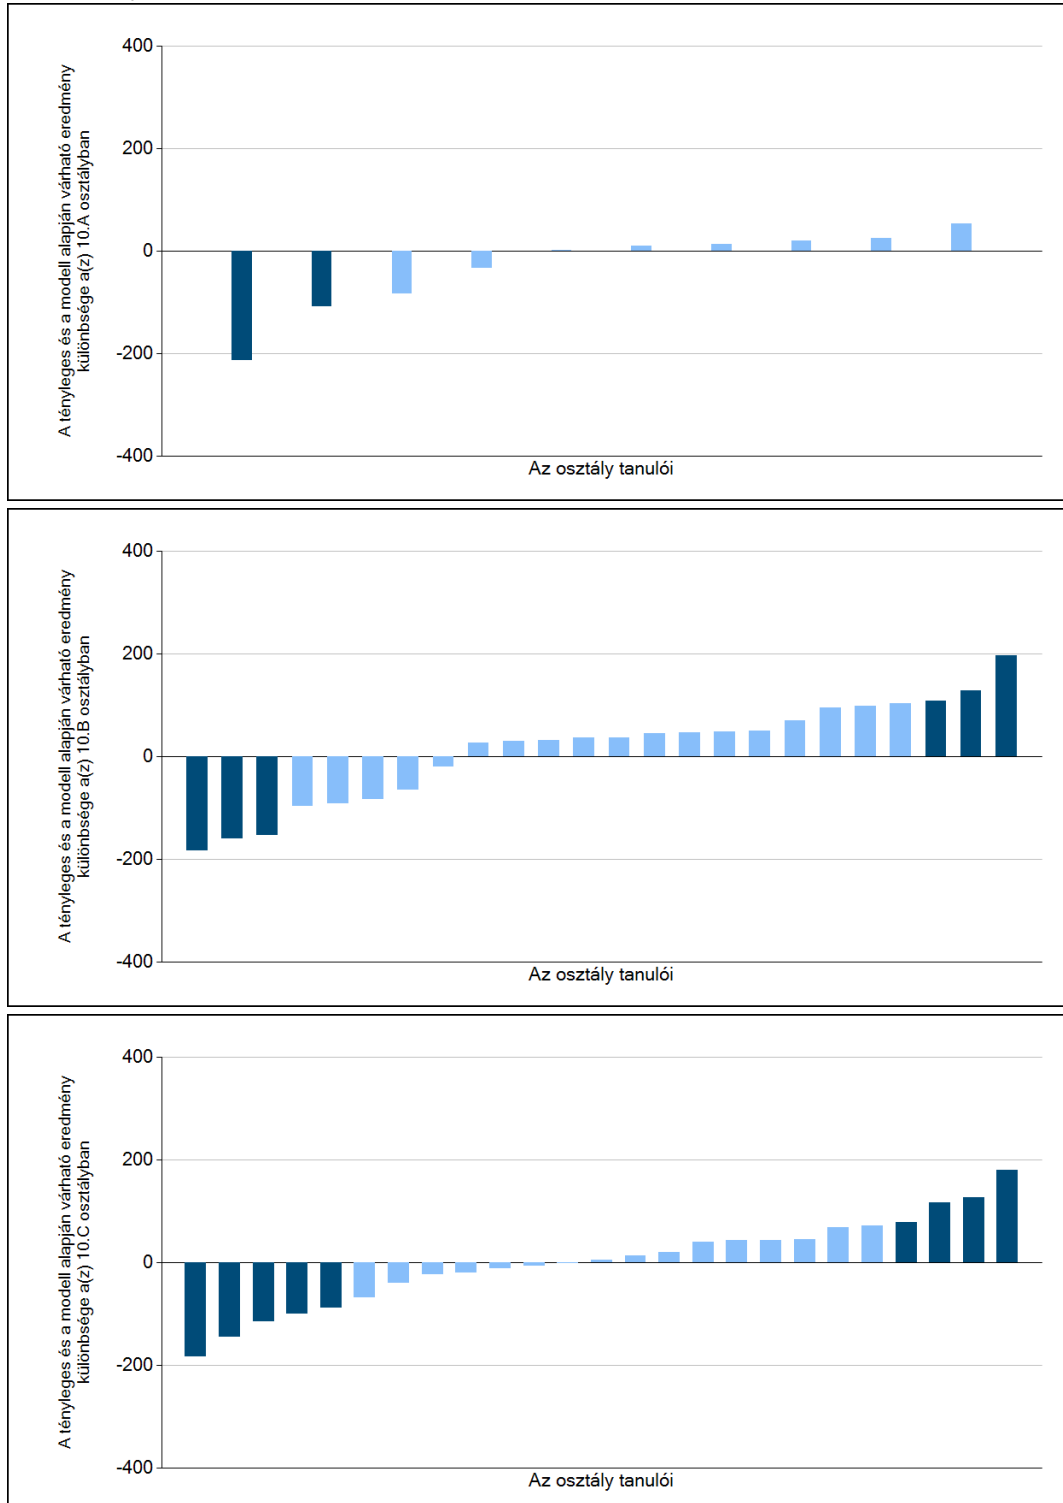 A tényleges és a modell alapján várható eredmény
különbsége a(z) 10.A osztályban
400
200
0
-200
-400
Az osztály tanulói
A tényleges és a modell alapján várható eredmény
különbsége a(z) 10.B osztályban
400
200
0
-200
-400
Az osztály tanulói
A tényleges és a modell alapján várható eredmény
különbsége a(z) 10.C osztályban
400
200
0
-200
-400
Az osztály tanulói